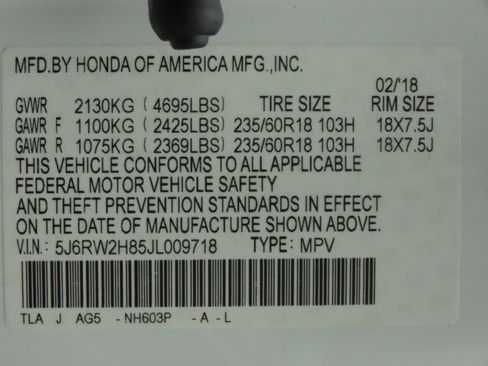 MFD.BY HONDA OF AMERICA MFG.,INC.
02/'18
GVWR 2130KG ( 4695LBS) TIRE SIZE RIM SIZE
GAWR F 1100KG ( 2425LBS) 235/60R18 103H 18X7.5J
GAWR R 1075KG ( 2369LBS) 235/60R18 103H 18X7.5J
THIS VEHICLE CONFORMS TO ALL APPLICABLE
FEDERAL MOTOR VEHICLE SAFETY
AND THEFT PREVENTION STANDARDS IN EFFECT
ON THE DATE OF MANUFACTURE SHOWN ABOVE.
V.I.N: 5J6RW2H85JL009718 TYPE: MPV
TLA J AG5 - NH603P - A - L